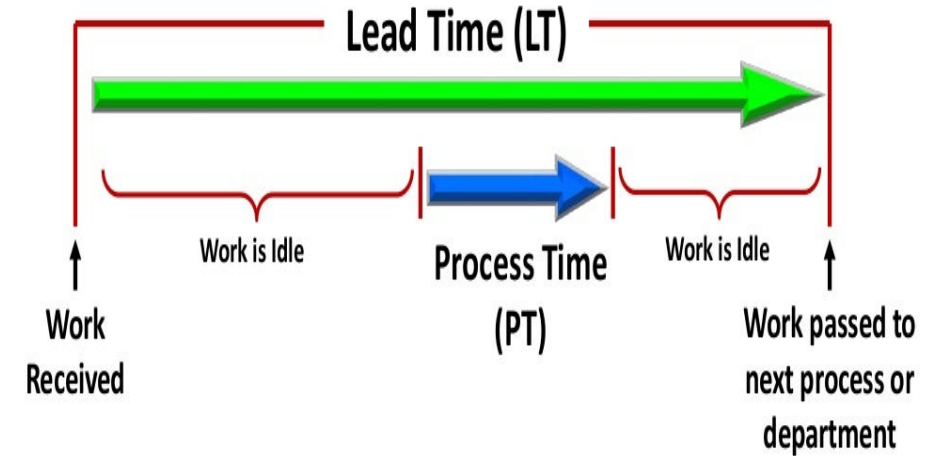 Lead Time (LT)
Work is Idle
Process Time
(PT)
Work is Idle
Work
Received
Work passed to
next process or
department